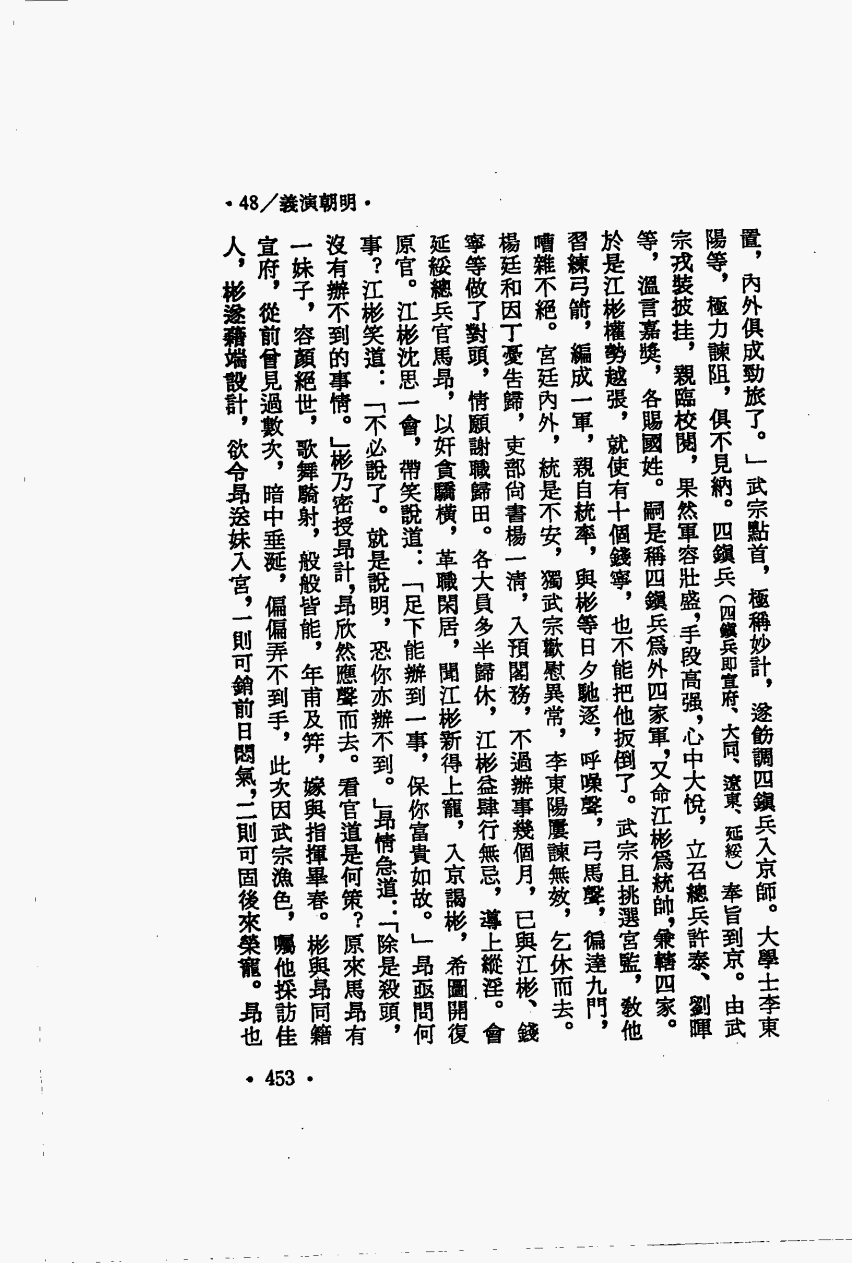 ·48／義演朝明·
置，內外俱成勁旅了。」武宗點首，極稱妙計，遂飭調四鎮兵入京師。大學士李東
陽等，極力諫阻，俱不見納。四鎮兵（四鎮兵即宣府、大同、遼東、延綏）奉旨到京。由武
宗戎裝披挂，親臨校閱，果然軍容壯盛，手段高强，心中大悅，立召總兵許泰、劉暉
等，溫言嘉獎，各賜國姓。嗣是稱四鎮兵爲外四家軍，又命江彬爲統帥，兼轄四家。
於是江彬權勢越張，就使有十個錢寧，也不能把他扳倒了。武宗且挑選宮監，敎他
習練弓箭，編成一軍，親自統率，與彬等日夕馳逐，呼噪聲，弓馬聲，徧達九門，
嘈雜不絕。宮廷內外，統是不安，獨武宗歡慰異常，李東陽屢諫無效，乞休而去。
楊廷和因丁憂告歸，吏部尙書楊一淸，入預閣務，不過辦事幾個月，已與江彬、錢
寧等做了對頭，情願謝職歸田。各大員多半歸休，江彬益肆行無忌，導上縱淫。會
延綏總兵官馬昂，以奸貪驕橫，革職閑居，聞江彬新得上寵，入京謁彬，希圖開復
原官。江彬沈思一會，帶笑說道：「足下能辦到一事，保你富貴如故。」昂亟問何
事？江彬笑道：「不必說了。就是說明，恐你亦辦不到。」昂情急道：「除是殺頭，
沒有辦不到的事情。」彬乃密授昂計，昂欣然應聲而去。看官道是何策？原來馬昂有
一妹子，容顏絕世，歌舞騎射，般般皆能，年甫及笄，嫁與指揮畢春。彬與昂同籍
宣府，從前曾見過數次，暗中垂涎，偏偏弄不到手，此次因武宗漁色，囑他採訪佳
人，彬遂藉端設計，欲令昂送妹入宮，一則可銷前日悶氣，二則可固後來榮寵。昂也
·453·